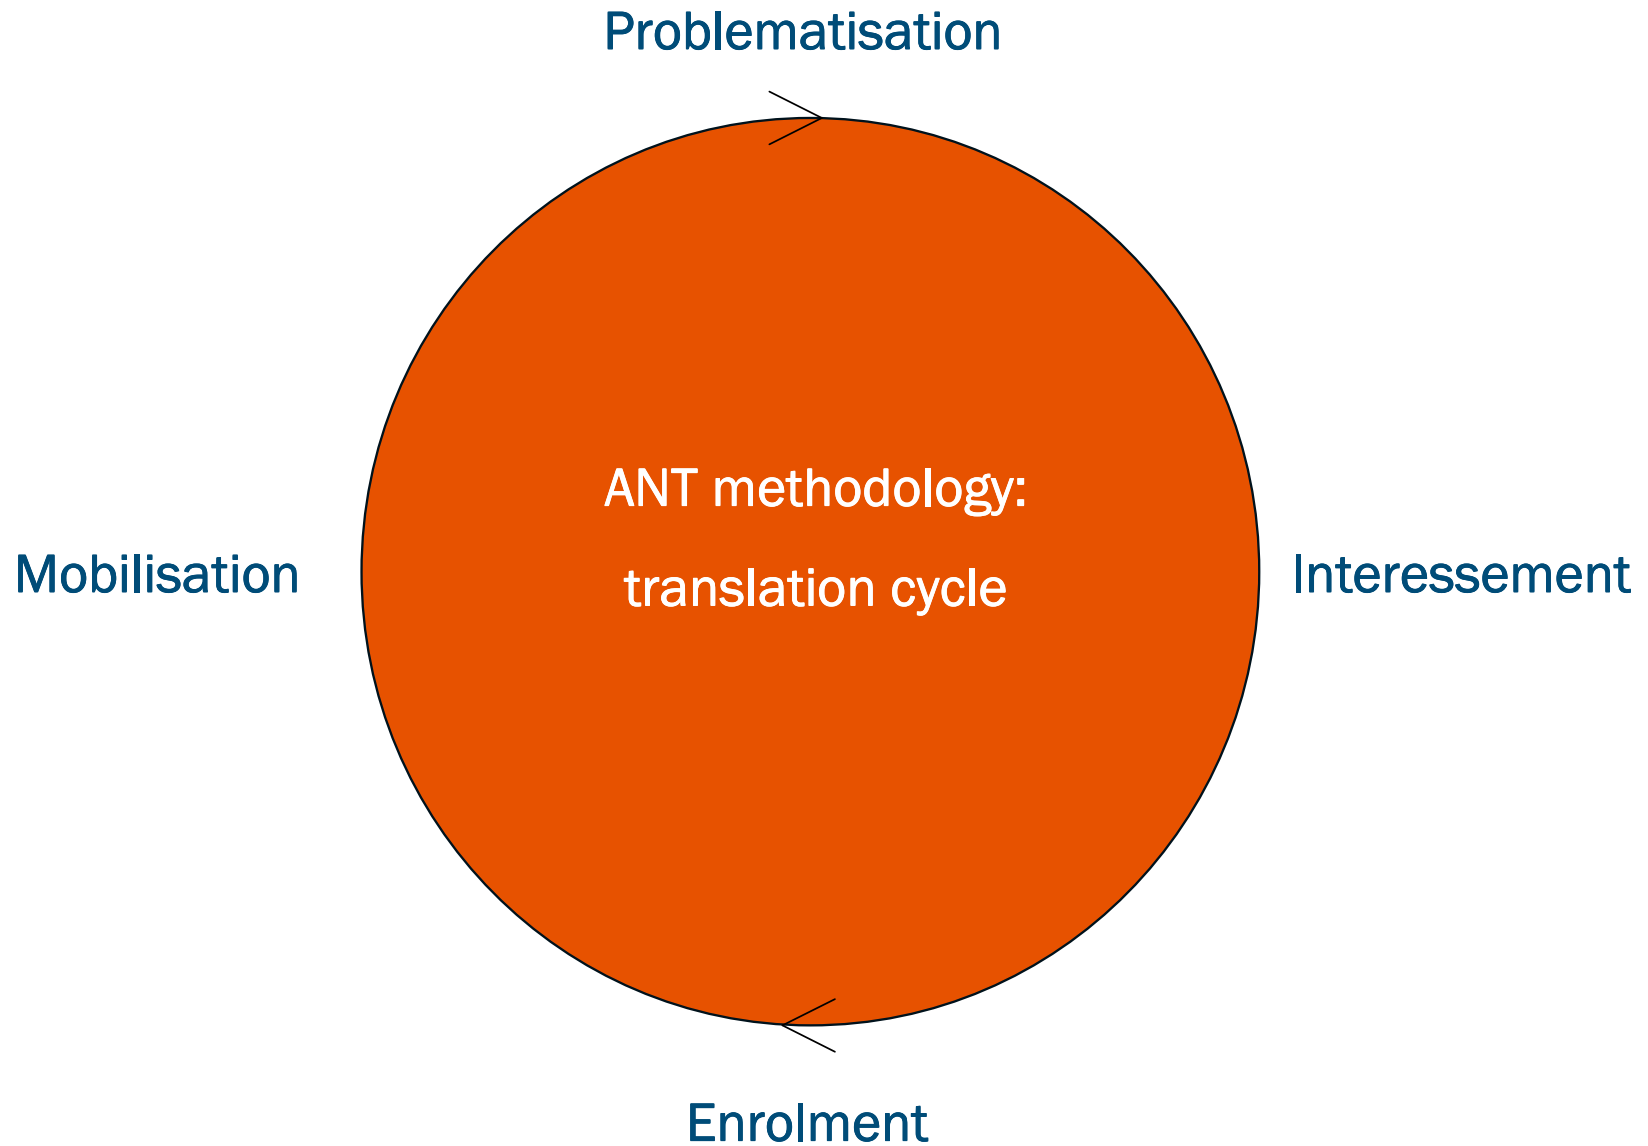 Problematisation
ANT methodology:
translation cycle
Mobilisation
Interessement
Enrolment